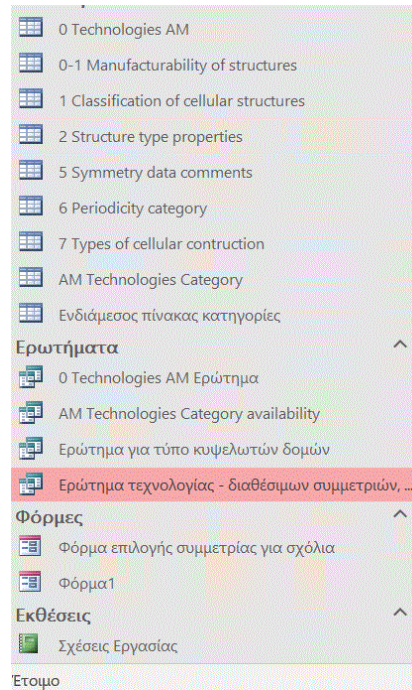 0 Technologies AM
0-1 Manufacturability of structures
1 Classification of cellular structures
2 Structure type properties
5 Symmetry data comments
6 Periodicity category
7 Types of cellular contruction
AM Technologies Category
Ενδιάμεσος πίνακας κατηγορίες
Ερωτήματα
0 Technologies AM Ερώτημα
AM Technologies Category availability
Ερώτημα για τύπο κυψελωτών δομών
Ερώτημα τεχνολογίας - διαθέσιμων συμμετριών, ...
Φόρμες
Φόρμα επιλογής συμμετρίας για σχόλια
Φόρμα1
Εκθέσεις
Σχέσεις Εργασίας
Έτοιμο